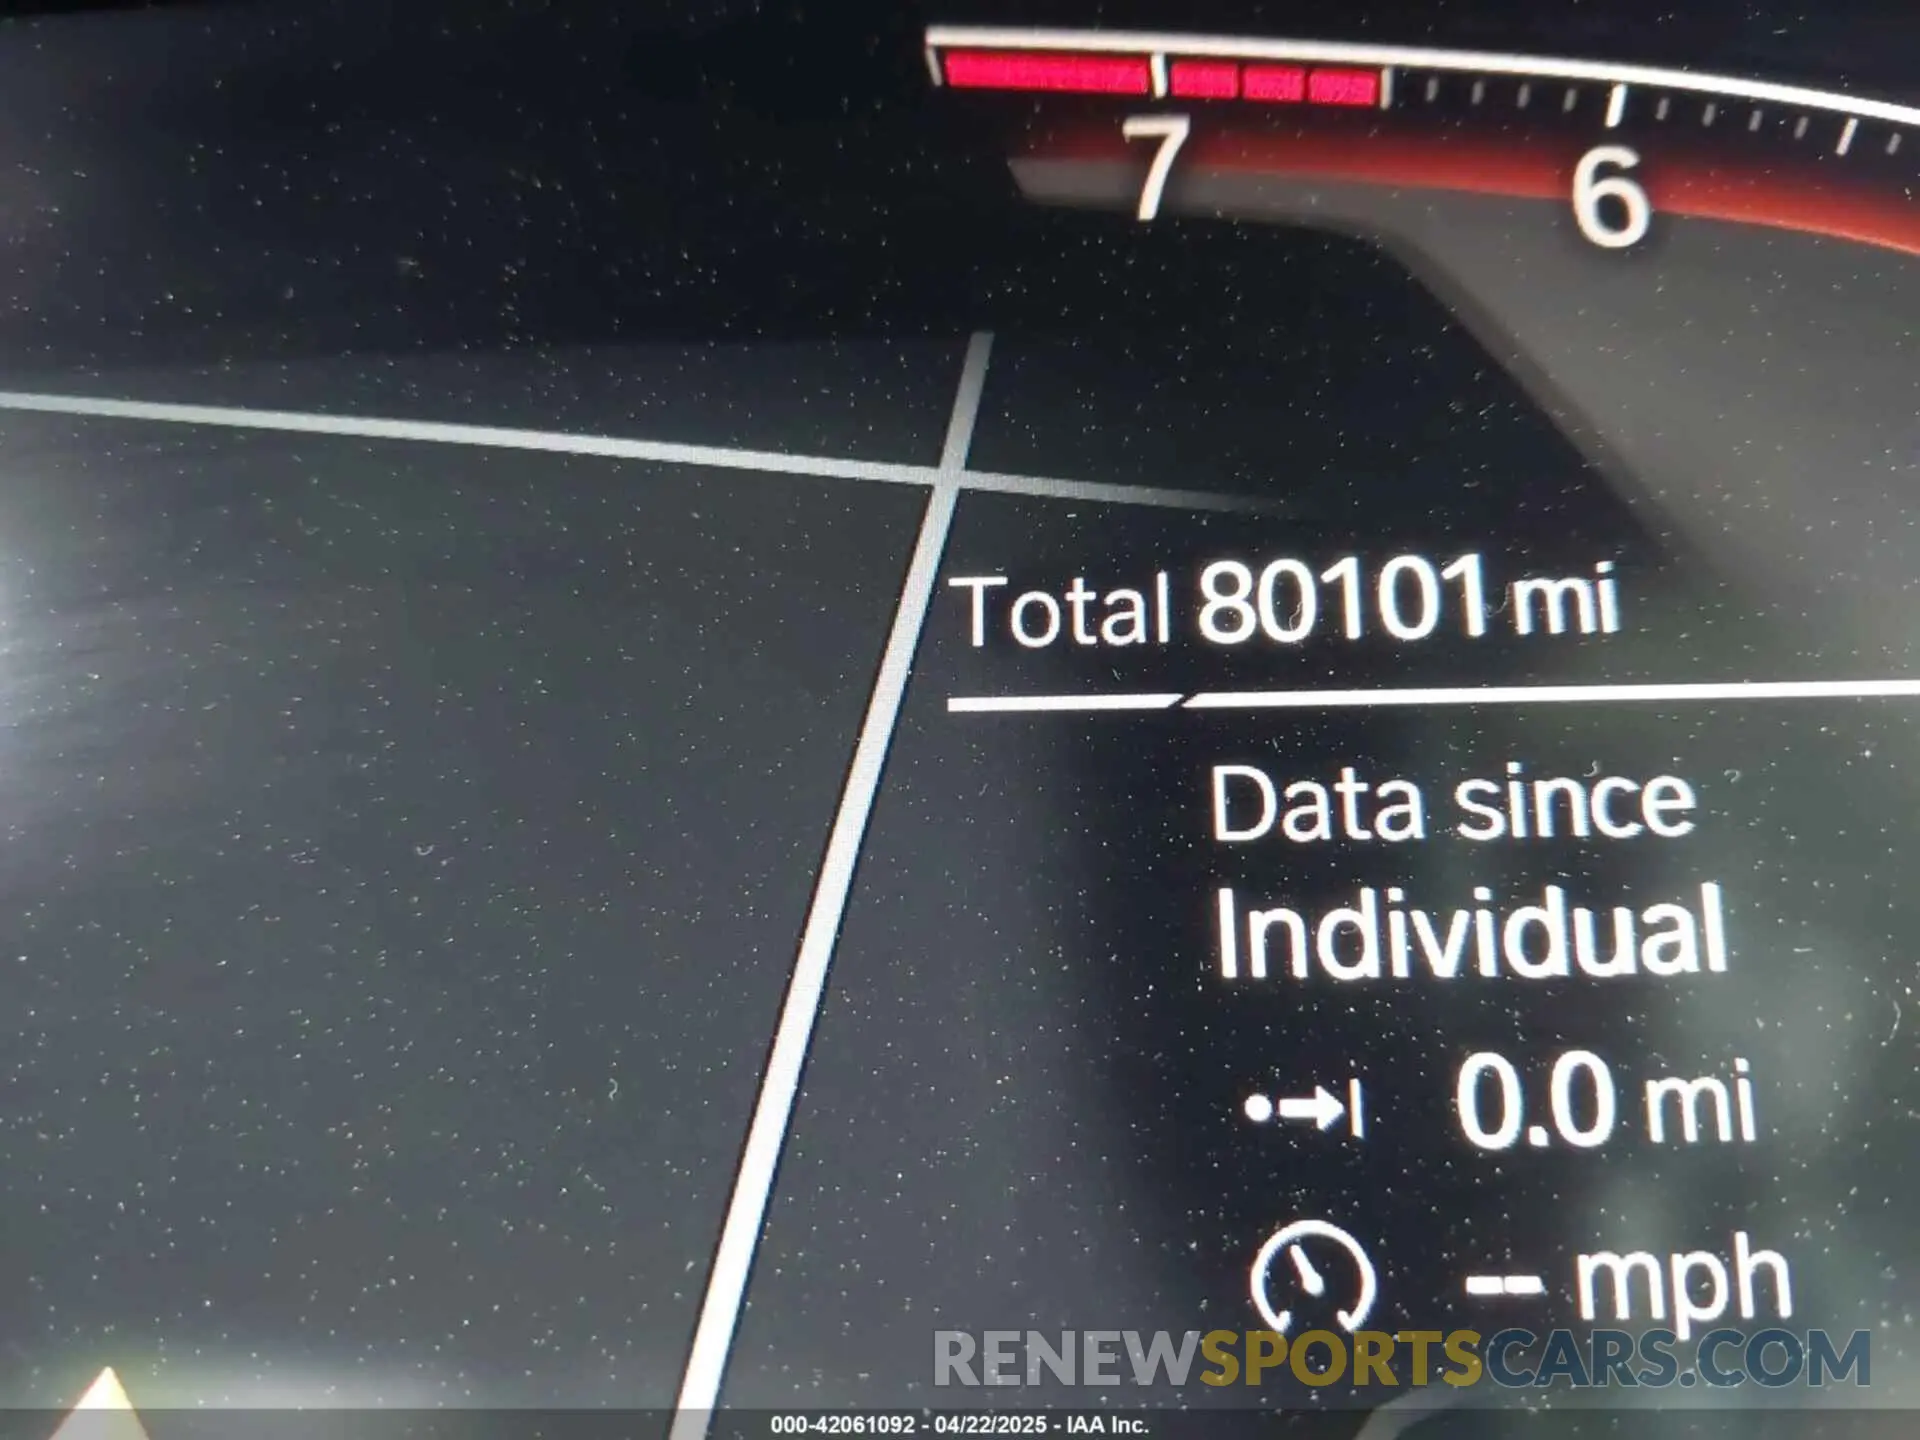 7
6
Total 80101 mi
Data since
Individual
0.0 mi
-- mph
RENEWSPORTSCARS.COM
000-42061092 - 04/22/2025 - IAA Inc.